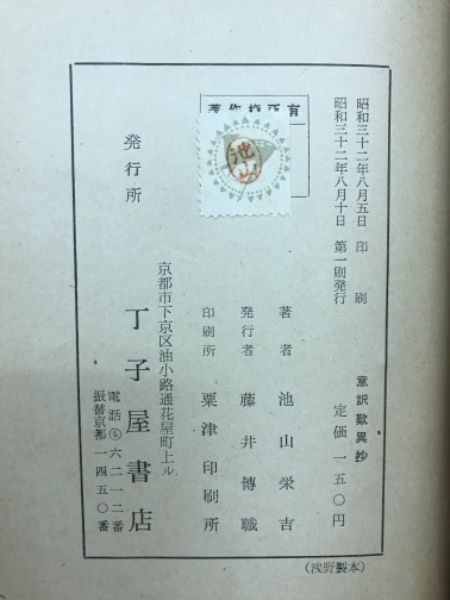 昭和三十二年八月五日 印刷
昭和三十二年八月十日 第一刷発行
意訳歎異抄
定価 一五〇円
著作権所有
池山
著者 池山栄吉
発行者 藤井博職
印刷所 粟津印刷所
京都市下京区油小路通花屋町上ル
発行所 丁子屋書店
電話⑤六二一二番
振替京都一四五〇番
(浅野製本)